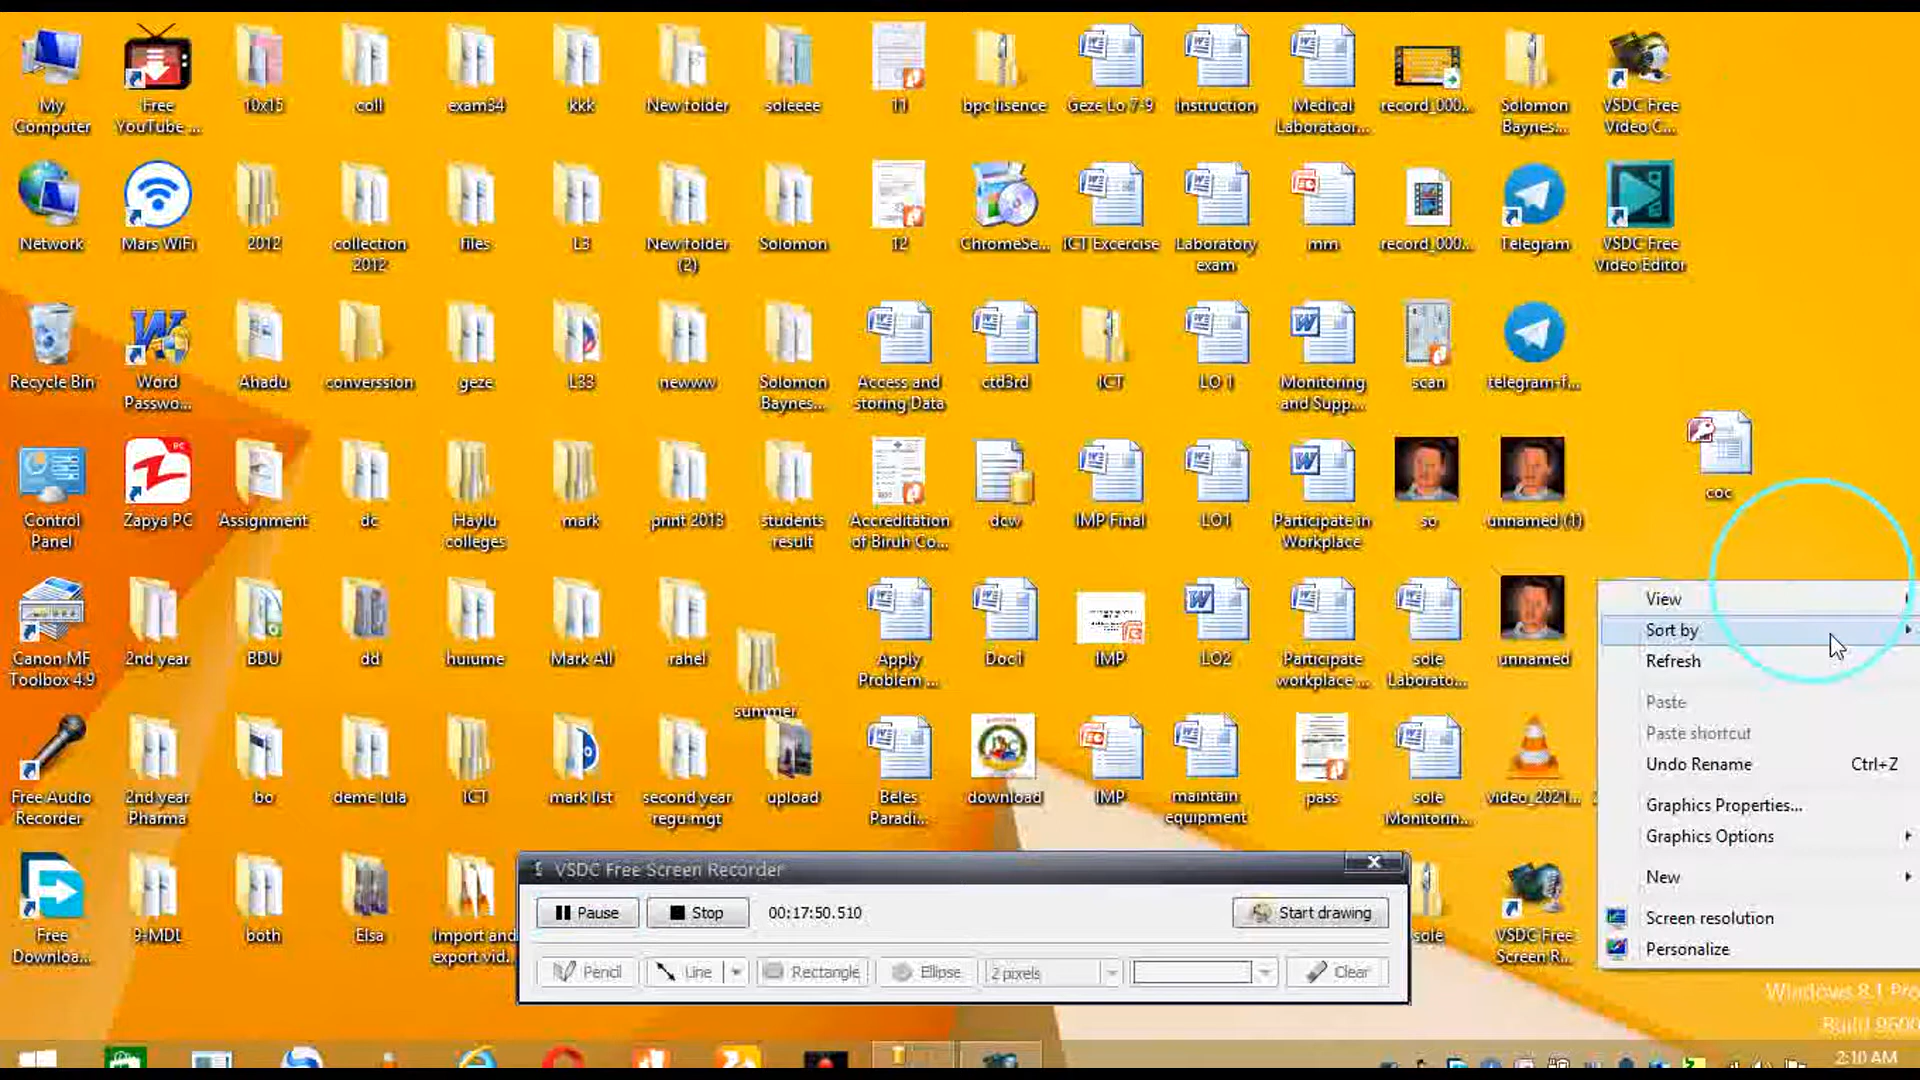 My
Computer
Free
YouTube ...
10x15
coll
exam34
kkk
New folder
soleeee
11
bpc lisence
Geze Lo 7-9
Instruction
Medical
Laborataor...
record_000...
Solomon
Baynes...
VSDC Free
Video C...
Network
Mars WiFi
2012
collection
2012
files
L3
New folder
(2)
Solomon
12
ChromeSe...
ICT Excercise
Laboratory
exam
mm
record_000...
Telegram
VSDC Free
Video Editor
Recycle Bin
Word
Passwo...
Ahadu
converssion
geze
L33
newww
Solomon
Baynes...
Access and
storing Data
ctd3rd
ICT
LO 1
Monitoring
and Supp...
scan
telegram-f...
Control
Panel
Zapya PC
Assignment
dc
Haylu
colleges
mark
print 2013
students
result
Accreditation
of Biruh Co...
dcw
IMP Final
LO1
Participate in
Workplace
so
unnamed (1)
coc
Canon MF
Toolbox 4.9
2nd year
BDU
dd
huiume
Mark All
rahel
summer
Apply
Problem ...
Doc1
IMP
LO2
Participate
workplace ...
sole
Laborato...
unnamed
Free Audio
Recorder
2nd year
Pharma
bo
deme lula
ICT
mark list
second year
regu mgt
upload
Beles
Paradi...
download
IMP
maintain
equipment
pass
sole
Monitorin...
video_2021...
Free
Downloa...
9-MDL
both
Elsa
Import and
export vid...
sole
VSDC Free
Screen R...
View
Sort by
Refresh
Paste
Paste shortcut
Undo Rename Ctrl+Z
Graphics Properties...
Graphics Options
New
Screen resolution
Personalize
VSDC Free Screen Recorder
Pause Stop 00:17:50.510 Start drawing
Pencil Line Rectangle Ellipse 2 pixels Clear
Windows 8.1 Pro
Build 9600
2:10 AM